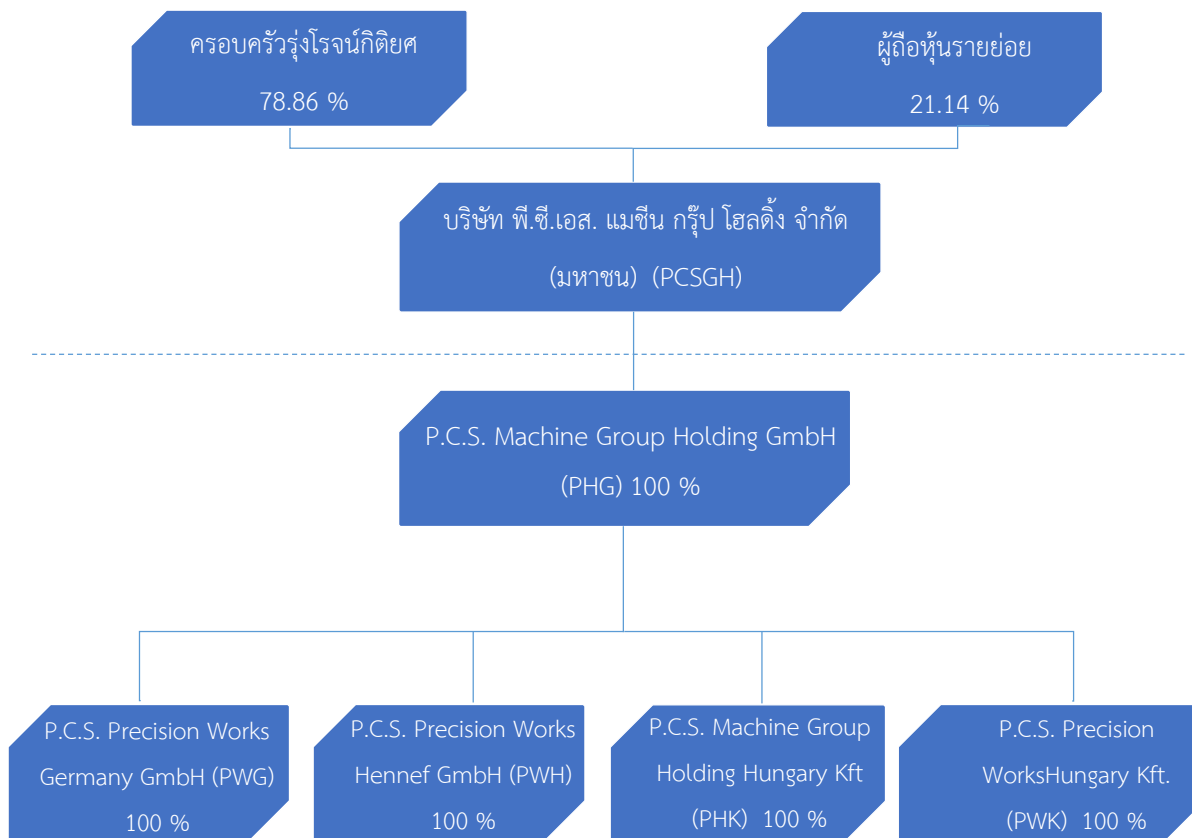 ครอบครัวรุ่งโรจน์กิติยศ
78.86 %
ผู้ถือหุ้นรายย่อย
21.14 %
บริษัท พี.ซี.เอส. แมชีน กรุ๊ป โฮลดิ้ง จำกัด
(มหาชน) (PCSGH)
P.C.S. Machine Group Holding GmbH
(PHG) 100 %
P.C.S. Precision Works
Germany GmbH (PWG)
100 %
P.C.S. Precision Works
Hennef GmbH (PWH)
100 %
P.C.S. Machine Group
Holding Hungary Kft
(PHK) 100 %
P.C.S. Precision
WorksHungary Kft.
(PWK) 100 %